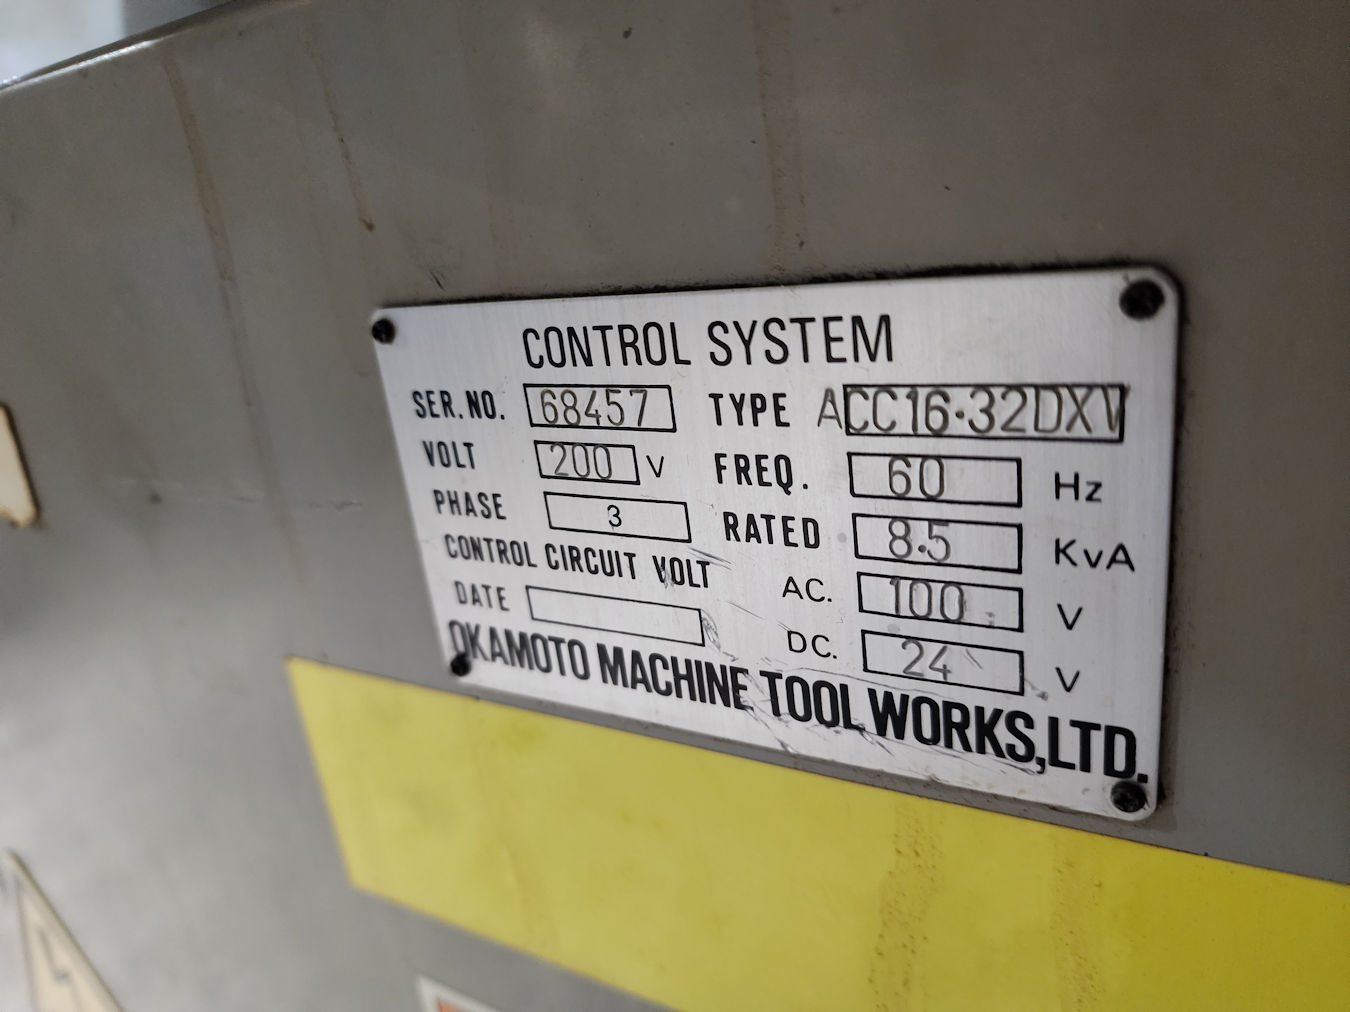 CONTROL SYSTEM
SER.NO. 68457 TYPE ACC16·32DXV
VOLT 200 V FREQ. 60 Hz
PHASE 3 RATED 8.5 KvA
CONTROL CIRCUIT VOLT AC. 100 V
DATE DC. 24 V
OKAMOTO MACHINE TOOL WORKS,LTD.